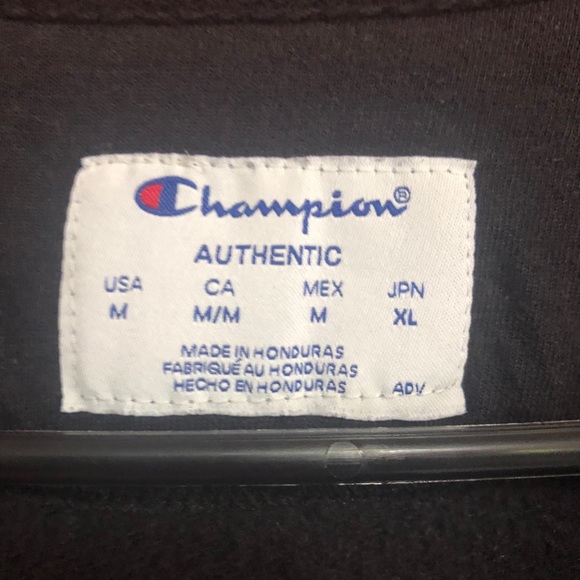 Champion®
AUTHENTIC
USA CA MEX JPN
M M/M M XL
MADE IN HONDURAS
FABRIQUÉ AU HONDURAS
HECHO EN HONDURAS ADV